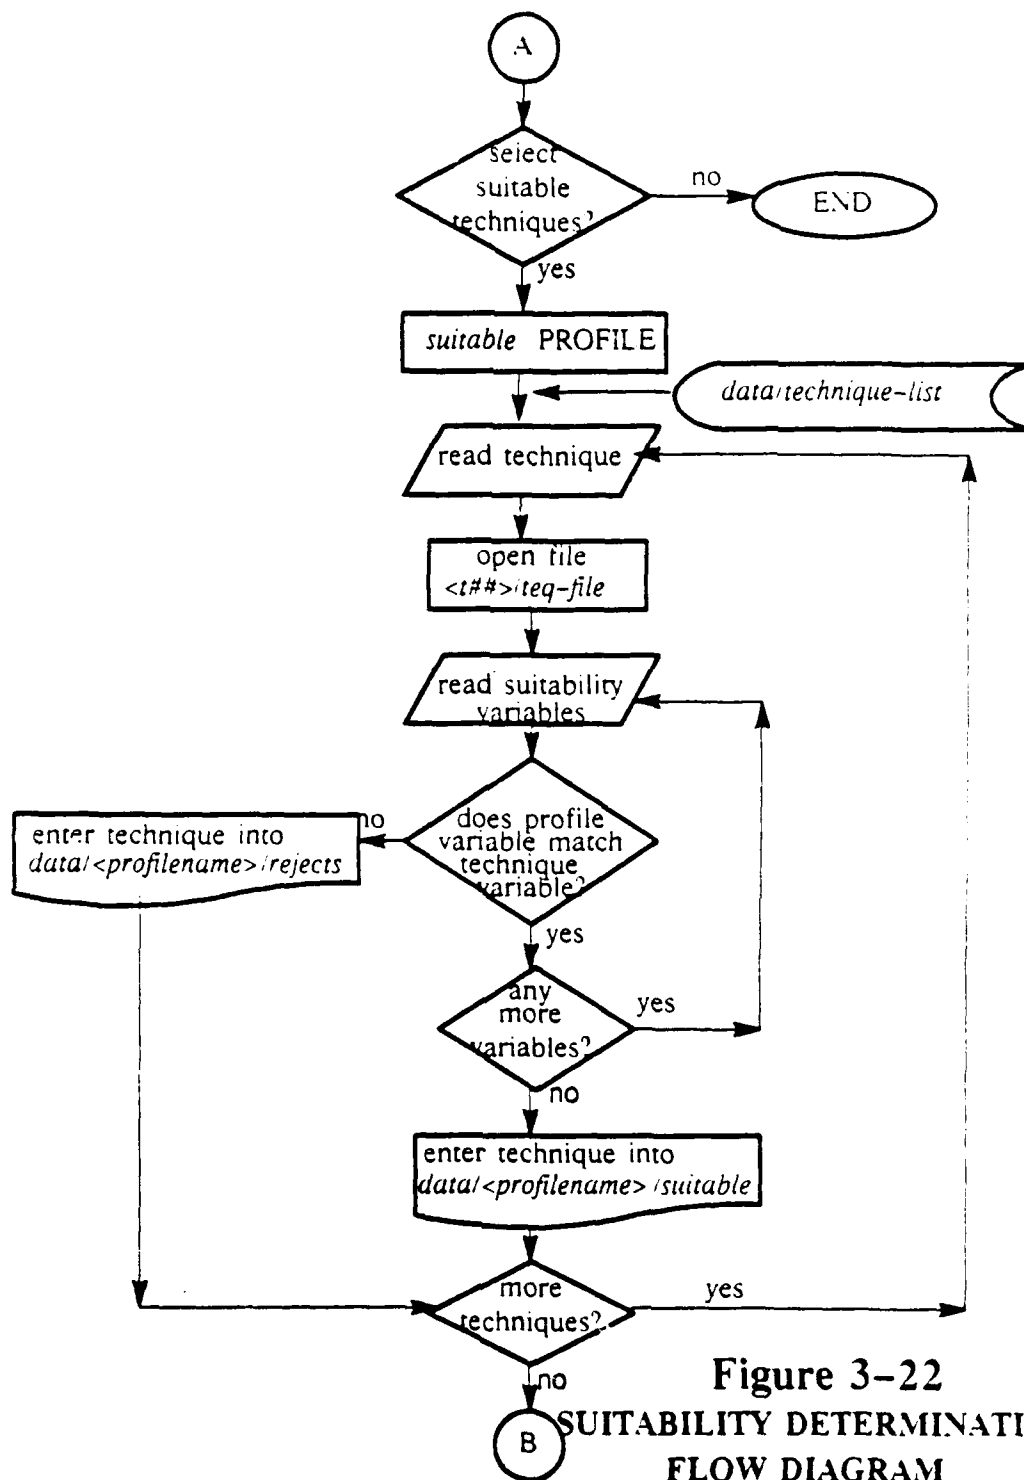 A
select
suitable
techniques?
no
END
yes
suitable PROFILE
data/technique-list
read technique
open file
<t##>/teq-file
read suitability
variables
no
enter technique into
data/<profilename>/rejects
does profile
variable match
technique
variable?
yes
any
more
variables?
yes
no
enter technique into
data/<profilename>/suitable
more
techniques?
yes
no
B
Figure 3-22
SUITABILITY DETERMINATI
FLOW DIAGRAM